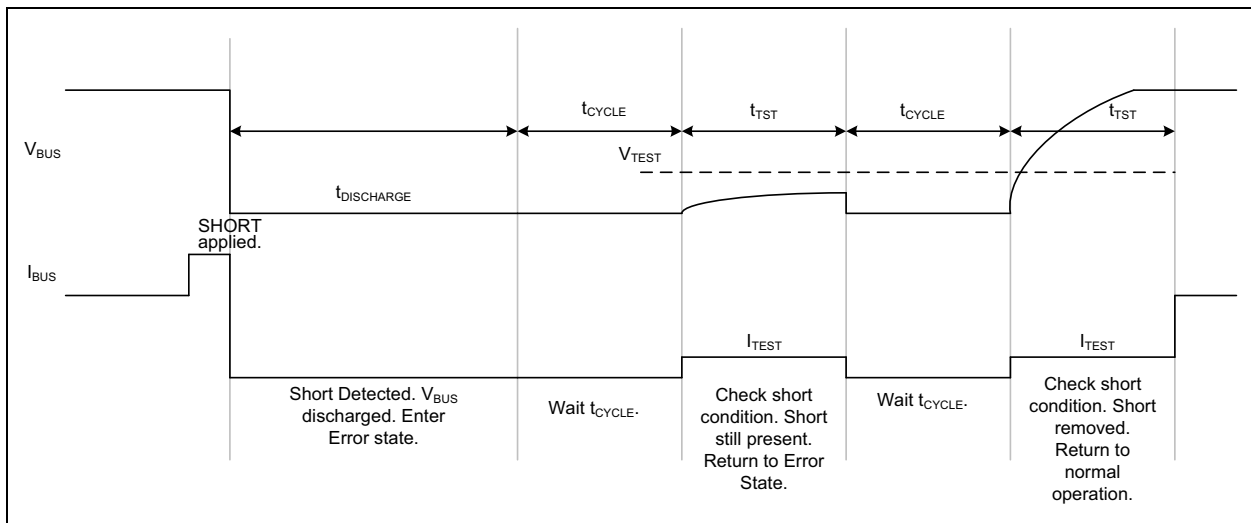 tCYCLE
tTST
tCYCLE
tTST
VBUS
VTEST
tDISCHARGE
SHORT
applied.
IBUS
ITEST
ITEST
Short Detected. VBUS
discharged. Enter
Error state.
Wait tCYCLE.
Check short
condition. Short
still present.
Return to Error
State.
Wait tCYCLE.
Check short
condition. Short
removed.
Return to
normal
operation.